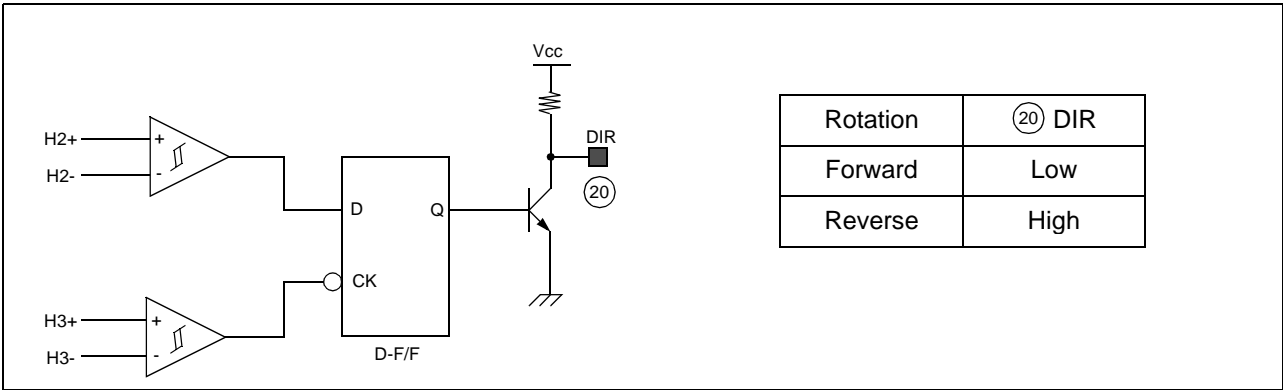 Vcc
H2+
H2-
+
-
DIR
20
D
Q
CK
H3+
H3-
+
-
D-F/F
Rotation 20 DIR
Forward Low
Reverse High